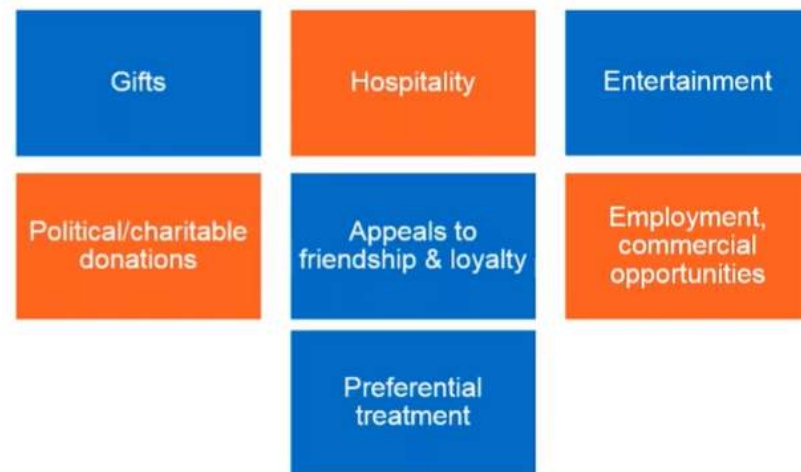 Gifts
Hospitality
Entertainment
Political/charitable
donations
Appeals to
friendship & loyalty
Employment,
commercial
opportunities
Preferential
treatment